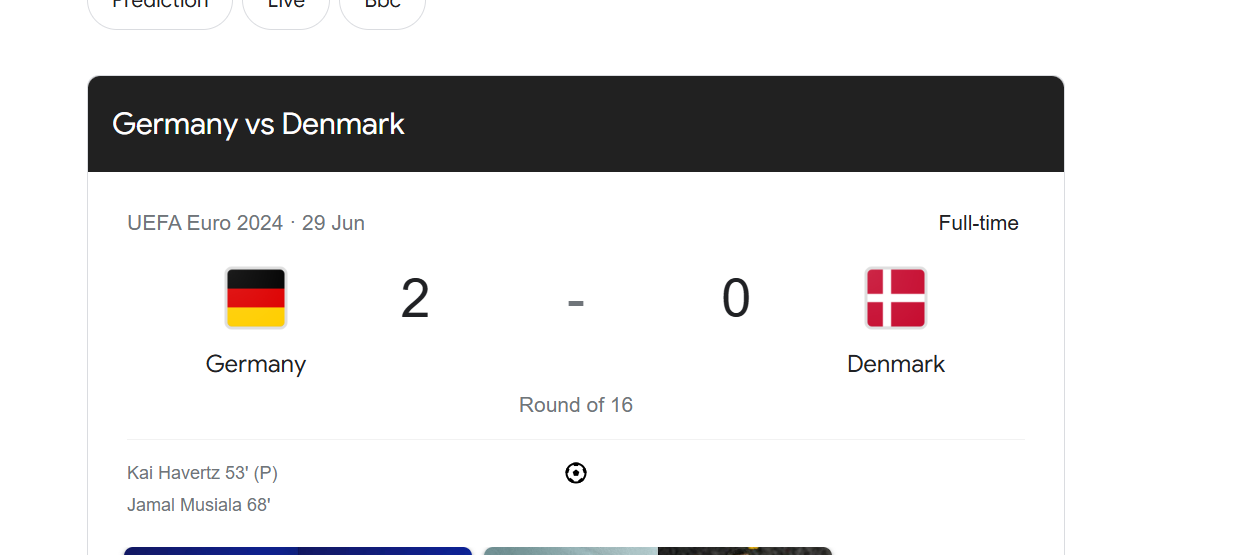 Prediction Live Bbc
Germany vs Denmark
UEFA Euro 2024 · 29 Jun Full-time
2 - 0
Germany Denmark
Round of 16
Kai Havertz 53' (P)
Jamal Musiala 68'